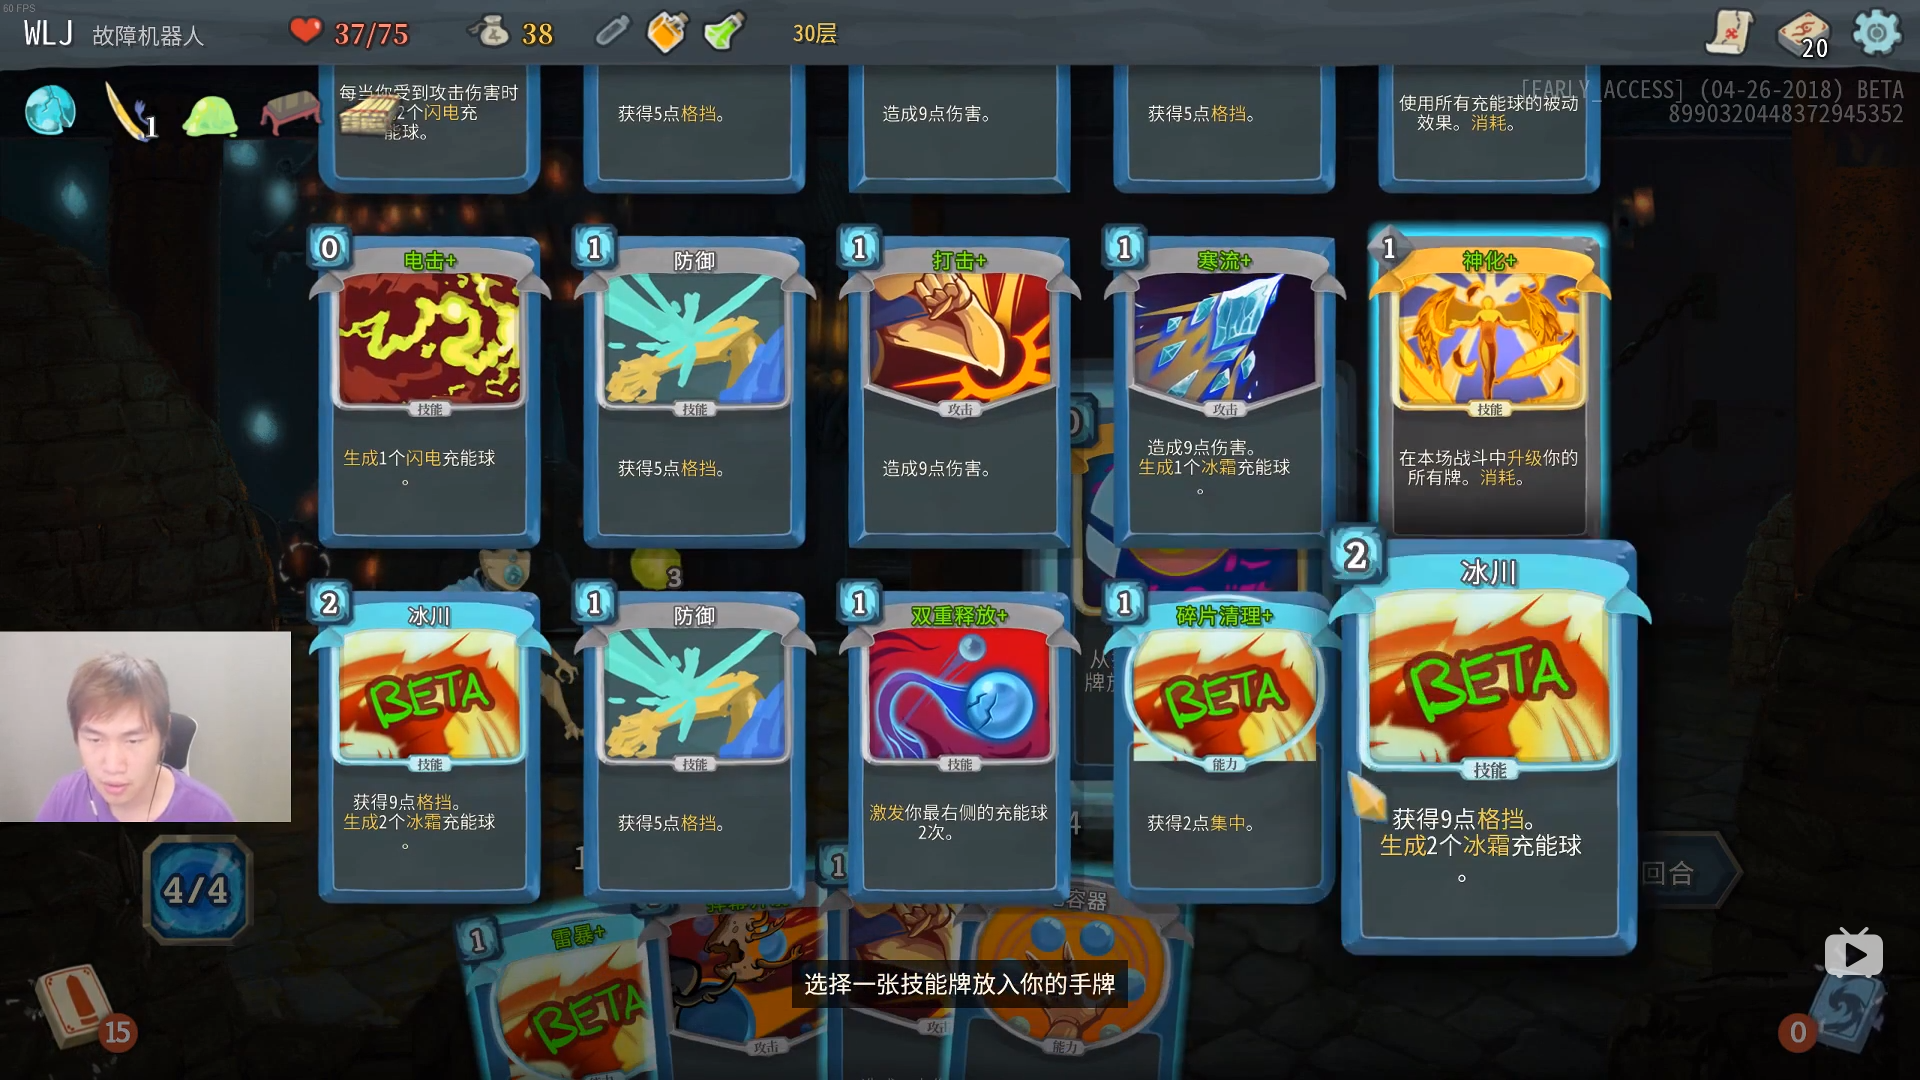 60 FPS
WLJ 故障机器人 37/75 38 30层 20
[EARLY_ACCESS] (04-26-2018) BETA
8990320448372945352
1
每当你受到攻击伤害时
2个闪电充
能球。
获得5点格挡。
造成9点伤害。
获得5点格挡。
使用所有充能球的被动
效果。消耗。
0
电击+
技能
生成1个闪电充能球
。
1
防御
技能
获得5点格挡。
1
打击+
攻击
造成9点伤害。
1
寒流+
攻击
造成9点伤害。
生成1个冰霜充能球
。
1
神化+
技能
在本场战斗中升级你的
所有牌。消耗。
3
2
冰川
BETA
技能
获得9点格挡。
生成2个冰霜充能球
。
1
防御
技能
获得5点格挡。
1
双重释放+
技能
激发你最右侧的充能球
2次。
1
碎片清理+
BETA
能力
获得2点集中。
2
冰川
BETA
技能
获得9点格挡。
生成2个冰霜充能球
。
4/4
回合
1
雷暴+
BETA
攻击
1
容器
能力
选择一张技能牌放入你的手牌
15
0